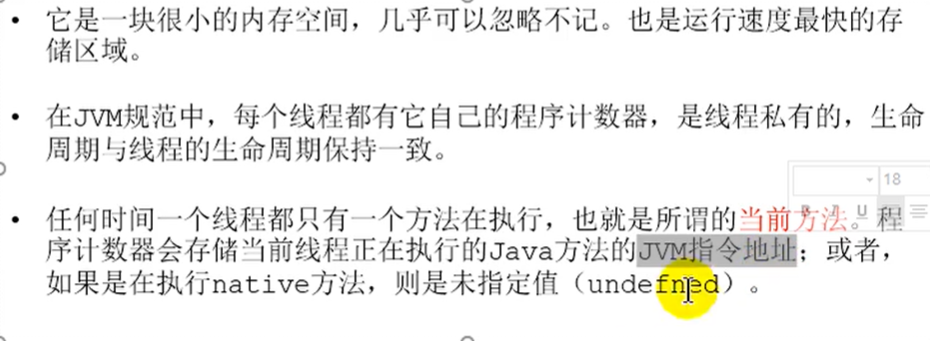 • 它是一块很小的内存空间，几乎可以忽略不记。也是运行速度最快的存
储区域。
• 在JVM规范中，每个线程都有它自己的程序计数器，是线程私有的，生命
周期与线程的生命周期保持一致。
18
• 任何时间一个线程都只有一个方法在执行，也就是所谓的当前方法。程
B I U
序计数器会存储当前线程正在执行的Java方法的JVM指令地址；或者，
如果是在执行native方法，则是未指定值（undefned）。